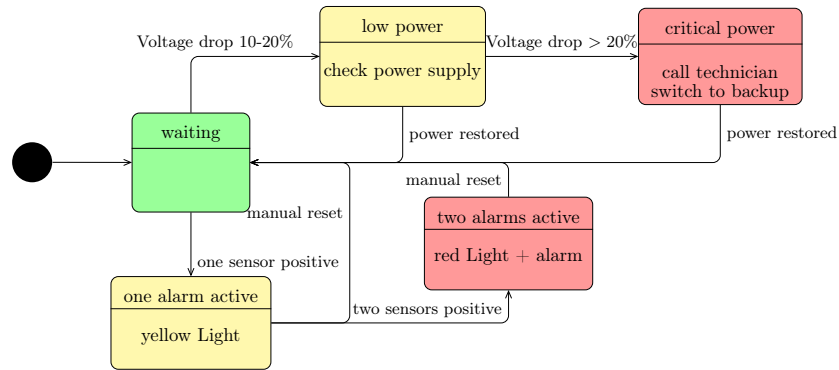 low power
critical power
Voltage drop 10-20%
Voltage drop > 20%
check power supply
call technician
switch to backup
waiting
power restored
power restored
manual reset
manual reset
two alarms active
one sensor positive
red Light + alarm
one alarm active
two sensors positive
yellow Light